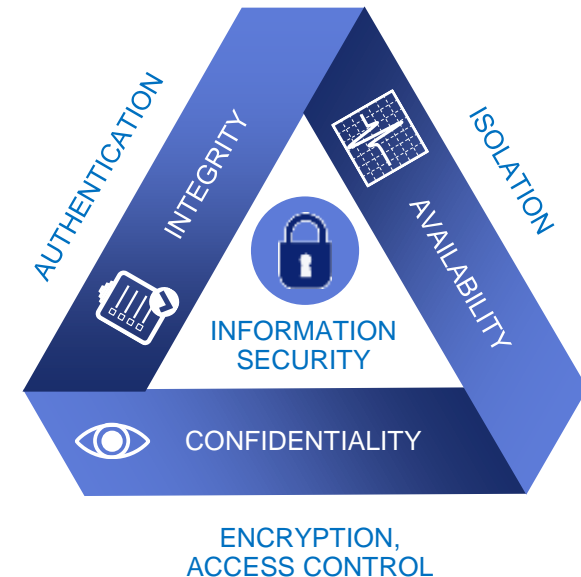 AUTHENTICATION
INTEGRITY
ISOLATION
AVAILABILITY
INFORMATION
SECURITY
CONFIDENTIALITY
ENCRYPTION,
ACCESS CONTROL